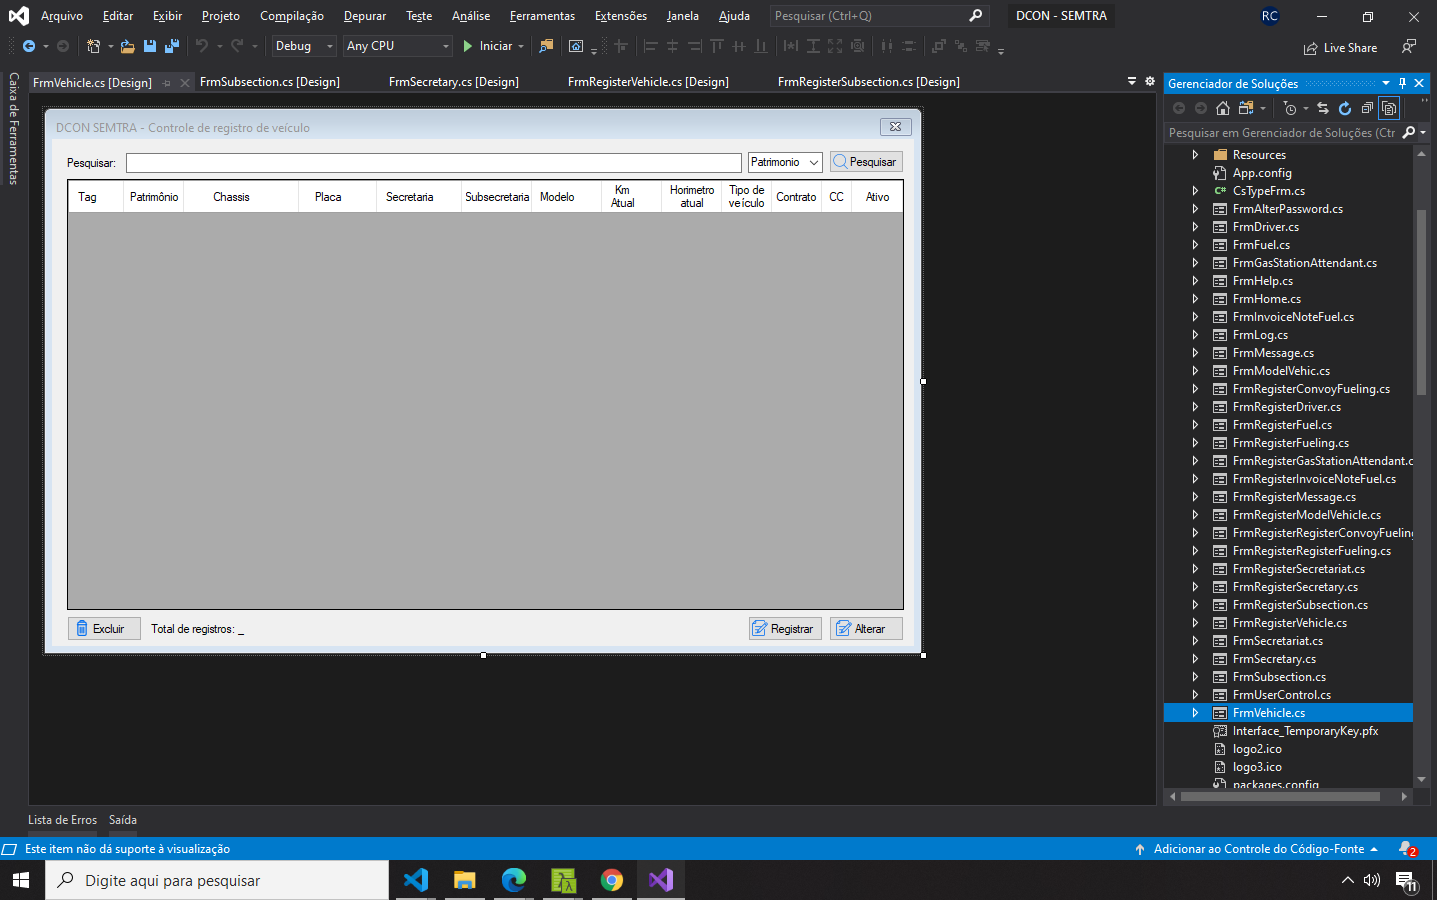 Arquivo Editar Exibir Projeto Compilação Depurar Teste Análise Ferramentas Extensões Janela Ajuda Pesquisar (Ctrl+Q) DCON - SEMTRA RC
Debug Any CPU Iniciar Live Share
Caixa de Ferramentas
FrmVehicle.cs [Design] FrmSubsection.cs [Design] FrmSecretary.cs [Design] FrmRegisterVehicle.cs [Design] FrmRegisterSubsection.cs [Design]
DCON SEMTRA - Controle de registro de veículo
Pesquisar: Patrimonio Pesquisar
Tag Patrimônio Chassis Placa Secretaria Subsecretaria Modelo Km Atual Horimetro atual Tipo de veículo Contrato CC Ativo
Excluir Total de registros: _ Registrar Alterar
Gerenciador de Soluções
Pesquisar em Gerenciador de Soluções (Ctr
Resources
App.config
C# CsTypeFrm.cs
FrmAlterPassword.cs
FrmDriver.cs
FrmFuel.cs
FrmGasStationAttendant.cs
FrmHelp.cs
FrmHome.cs
FrmInvoiceNoteFuel.cs
FrmLog.cs
FrmMessage.cs
FrmModelVehic.cs
FrmRegisterConvoyFueling.cs
FrmRegisterDriver.cs
FrmRegisterFuel.cs
FrmRegisterFueling.cs
FrmRegisterGasStationAttendant.c
FrmRegisterInvoiceNoteFuel.cs
FrmRegisterMessage.cs
FrmRegisterModelVehicle.cs
FrmRegisterRegisterConvoyFueling
FrmRegisterRegisterFueling.cs
FrmRegisterSecretariat.cs
FrmRegisterSecretary.cs
FrmRegisterSubsection.cs
FrmRegisterVehicle.cs
FrmSecretariat.cs
FrmSecretary.cs
FrmSubsection.cs
FrmUserControl.cs
FrmVehicle.cs
Interface_TemporaryKey.pfx
logo2.ico
logo3.ico
packages.config
Lista de Erros Saída
Este item não dá suporte à visualização Adicionar ao Controle do Código-Fonte 2
Digite aqui para pesquisar 11